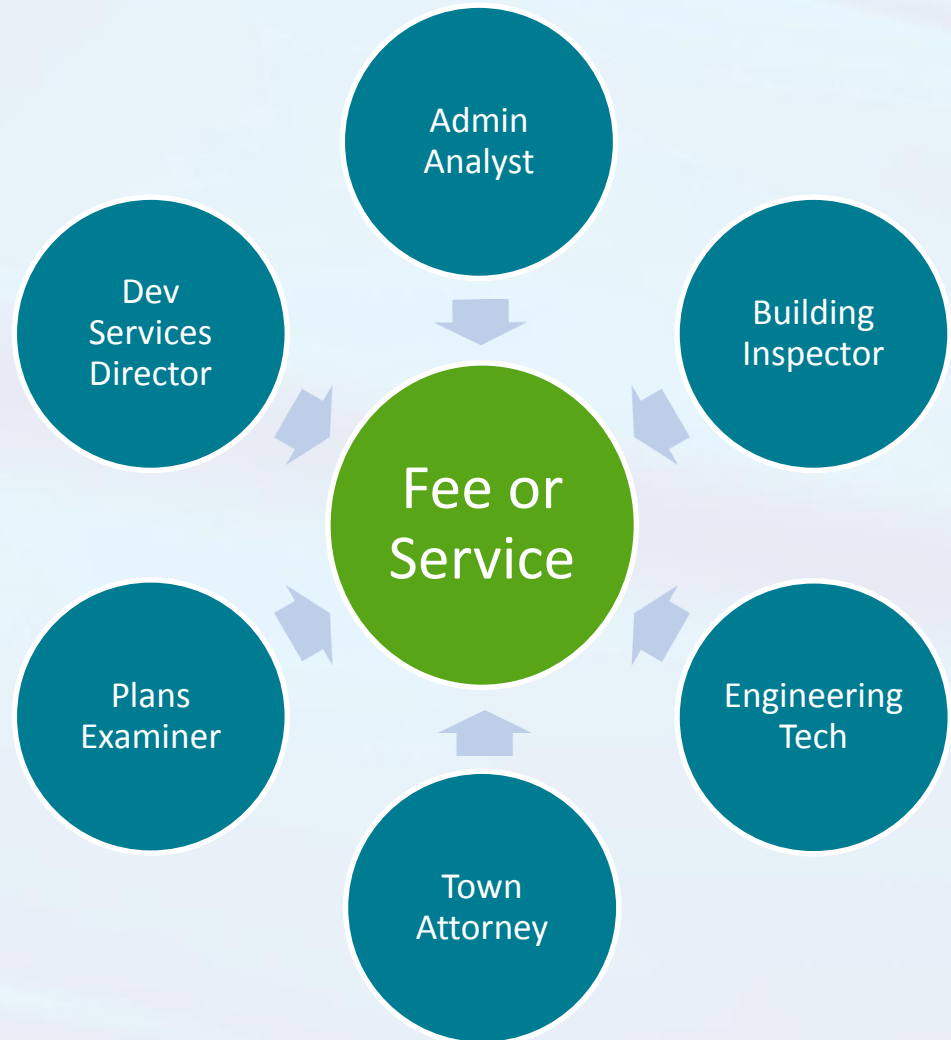 Admin
Analyst
Dev
Services
Director
Building
Inspector
Fee or
Service
Plans
Examiner
Engineering
Tech
Town
Attorney